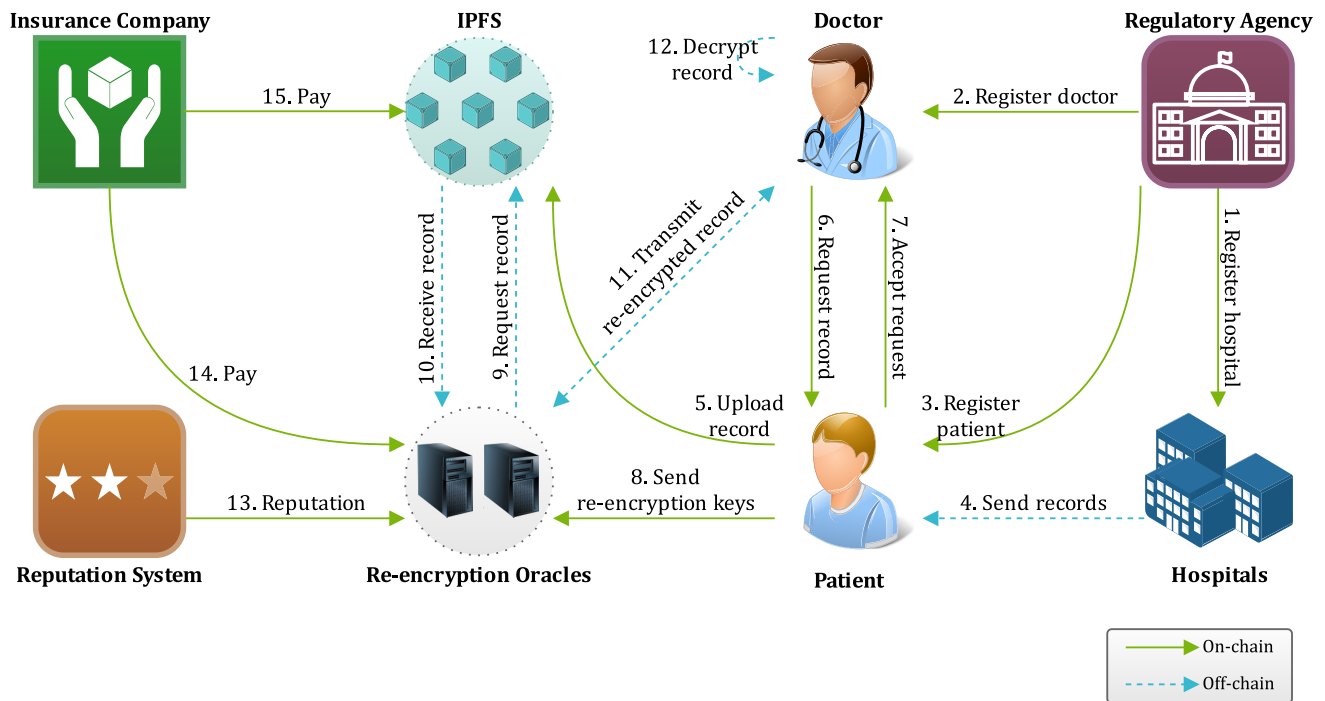 Insurance Company
IPFS
Doctor
Regulatory Agency
12. Decrypt
record
15. Pay
2. Register doctor
10. Receive record
9. Request record
11. Transmit
re-encrypted record
6. Request record
7. Accept request
1. Register hospital
14. Pay
5. Upload
record
3. Register
patient
13. Reputation
8. Send
re-encryption keys
4. Send records
Reputation System
Re-encryption Oracles
Patient
Hospitals
On-chain
Off-chain